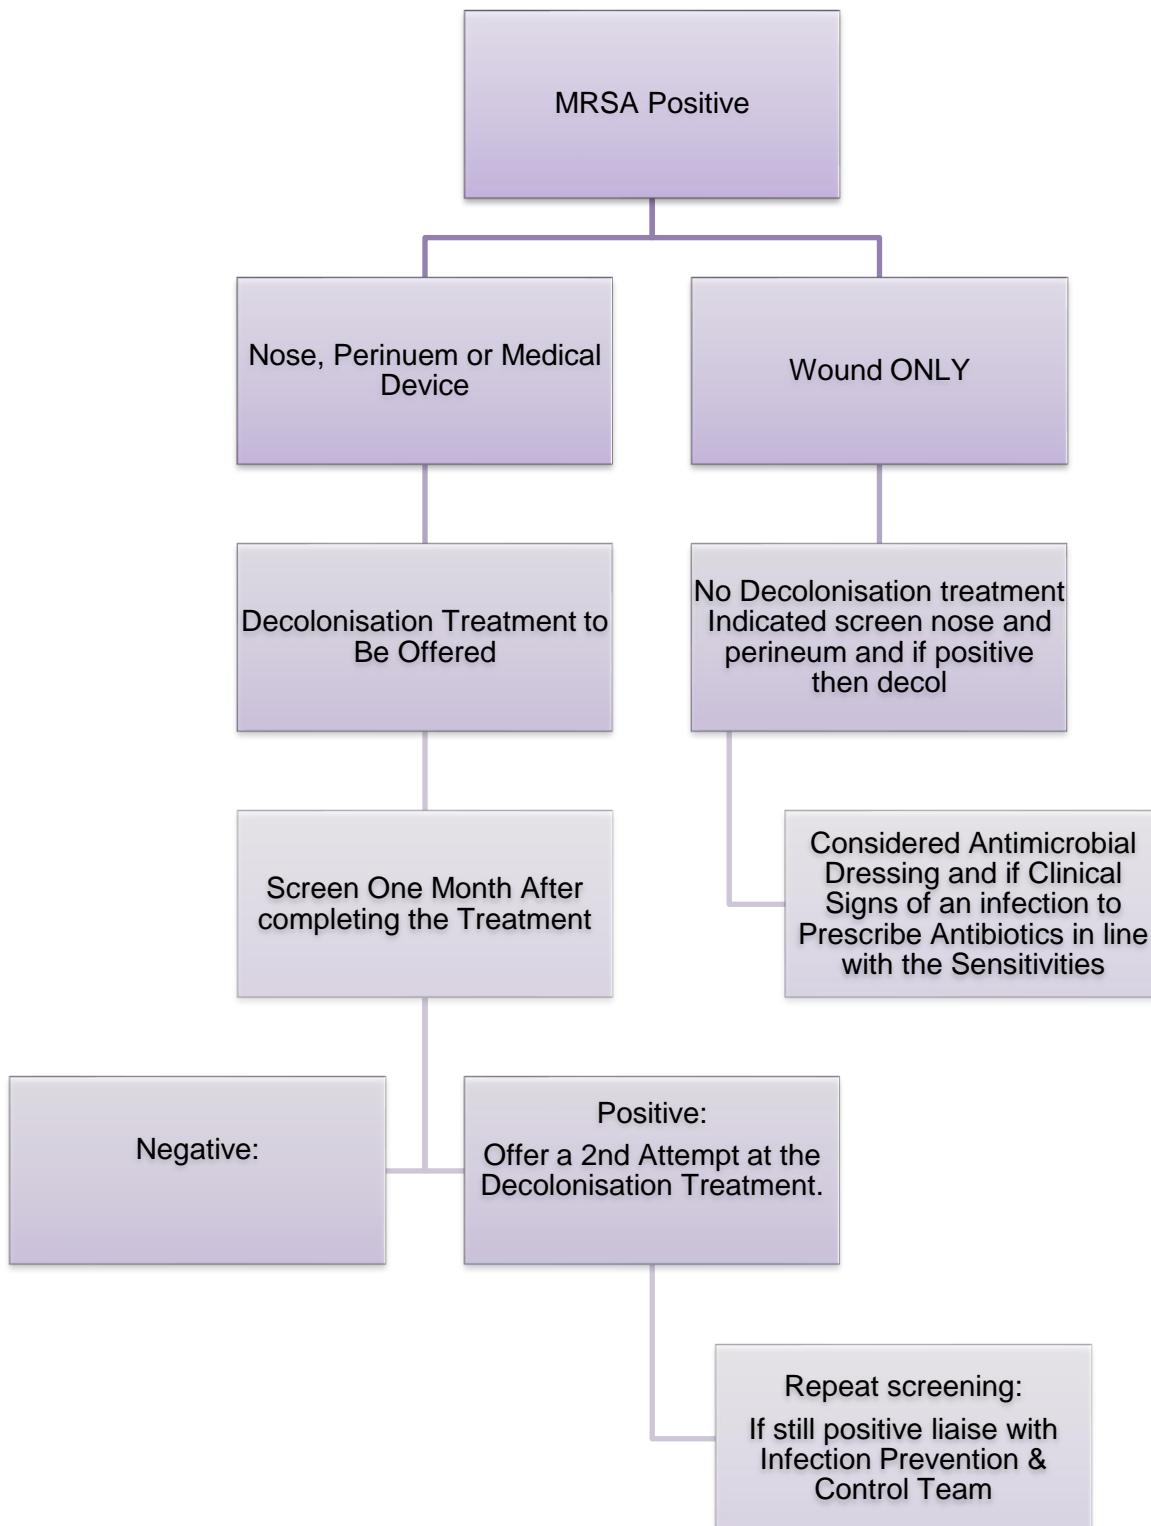 MRSA Positive
Nose, Perinuem or Medical
Device
Wound ONLY
Decolonisation Treatment to
Be Offered
No Decolonisation treatment
Indicated screen nose and
perineum and if positive
then decol
Screen One Month After
completing the Treatment
Considered Antimicrobial
Dressing and if Clinical
Signs of an infection to
Prescribe Antibiotics in line
with the Sensitivities
Negative:
Positive:
Offer a 2nd Attempt at the
Decolonisation Treatment.
Repeat screening:
If still positive liaise with
Infection Prevention &
Control Team